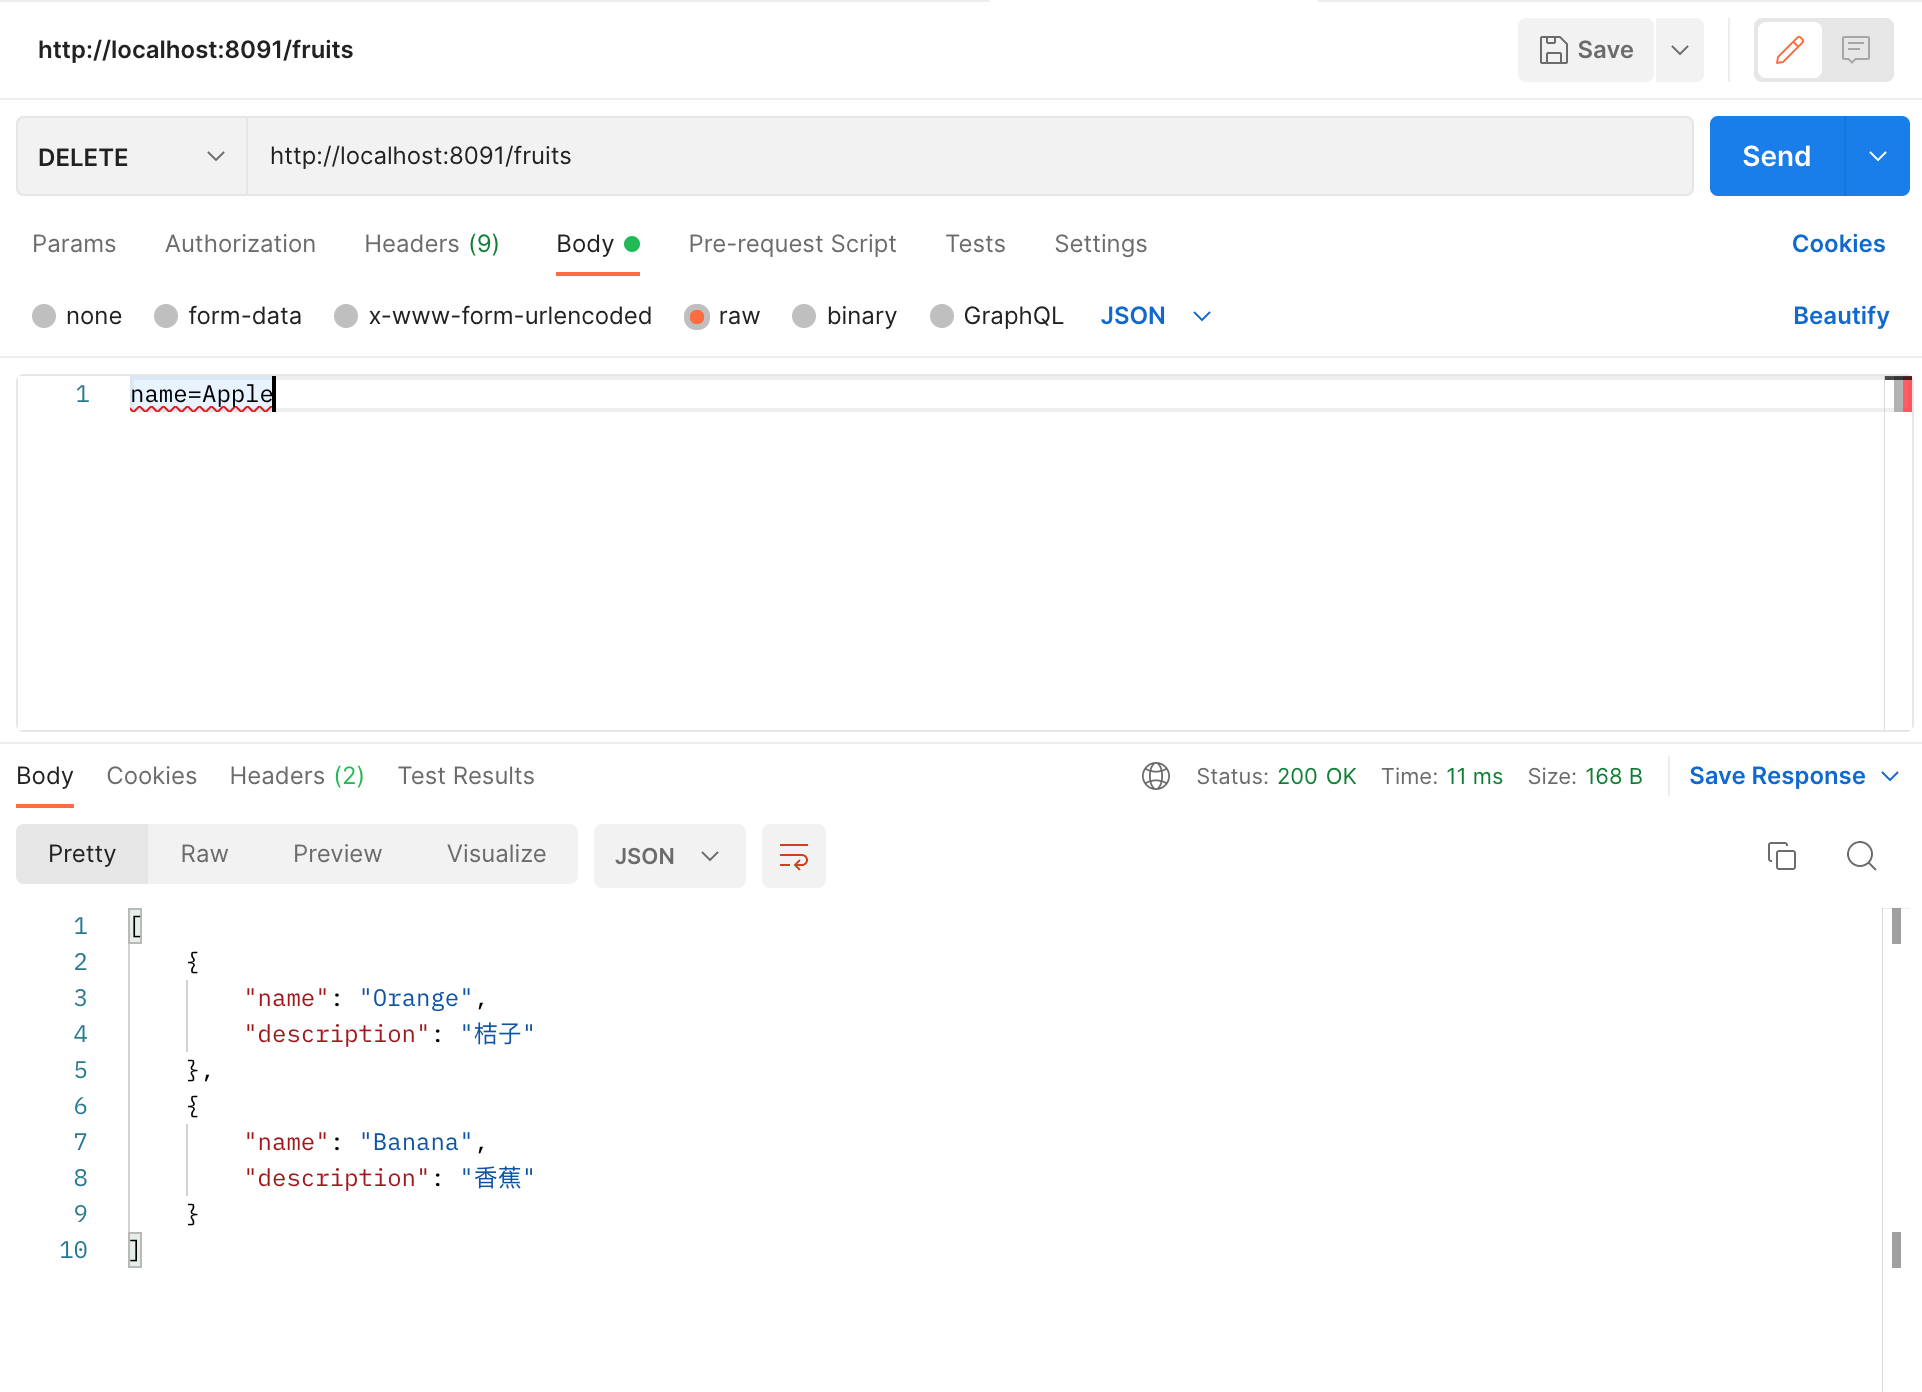 http://localhost:8091/fruits Save
DELETE http://localhost:8091/fruits Send
Params Authorization Headers (9) Body Pre-request Script Tests Settings Cookies
none form-data x-www-form-urlencoded raw binary GraphQL JSON Beautify
1 name=Apple
Body Cookies Headers (2) Test Results Status: 200 OK Time: 11 ms Size: 168 B Save Response
Pretty Raw Preview Visualize JSON
1 [
2 {
3 "name": "Orange",
4 "description": "桔子"
5 },
6 {
7 "name": "Banana",
8 "description": "香蕉"
9 }
10 ]